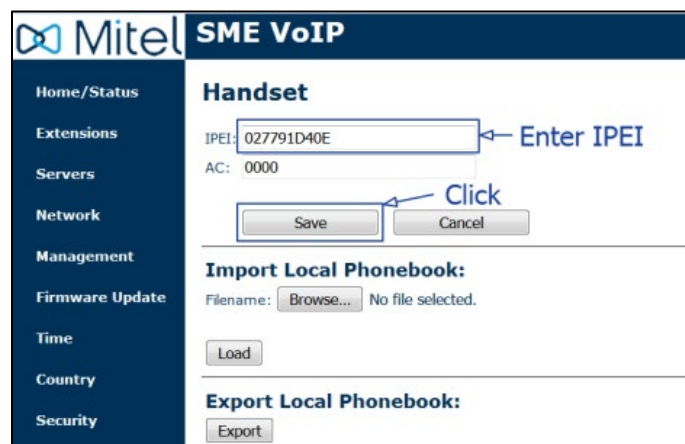 Mitel SME VoIP
Home/Status
Extensions
Servers
Network
Management
Firmware Update
Time
Country
Security
Handset
IPEI: 027791D40E Enter IPEI
AC: 0000
Click
Save Cancel
Import Local Phonebook:
Filename: Browse... No file selected.
Load
Export Local Phonebook:
Export